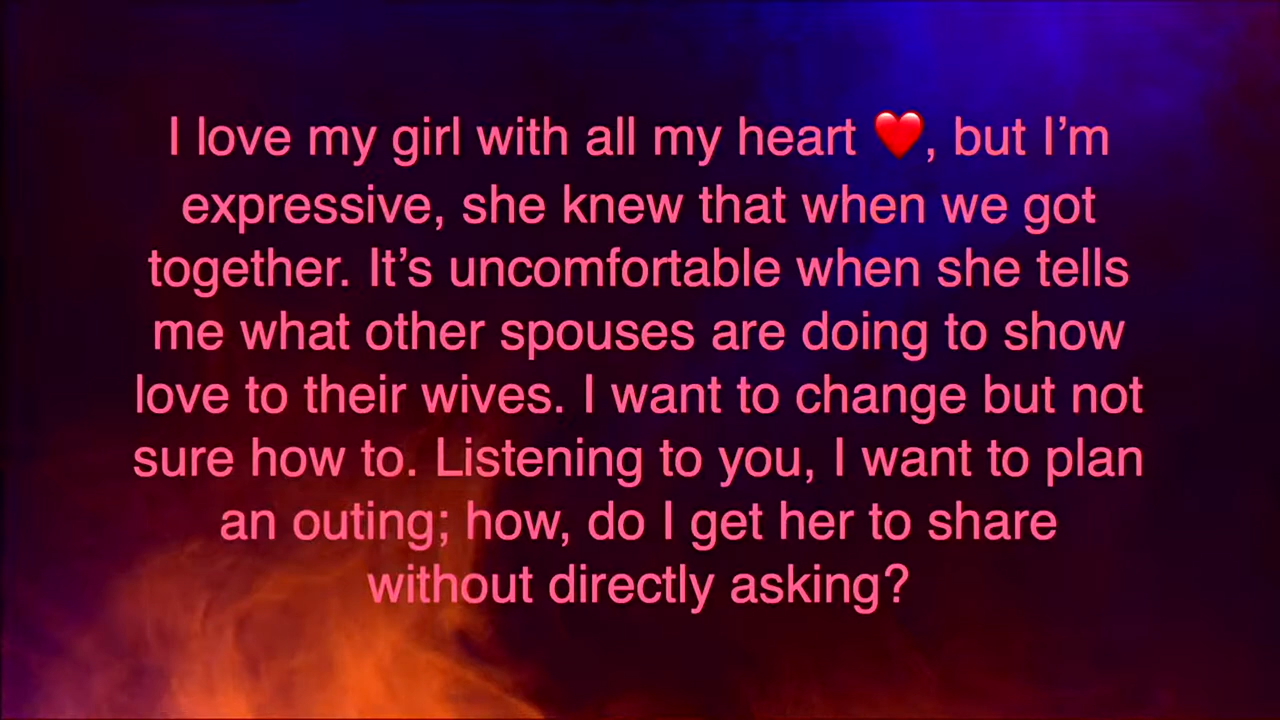 I love my girl with all my heart ❤️, but I’m
expressive, she knew that when we got
together. It’s uncomfortable when she tells
me what other spouses are doing to show
love to their wives. I want to change but not
sure how to. Listening to you, I want to plan
an outing; how, do I get her to share
without directly asking?